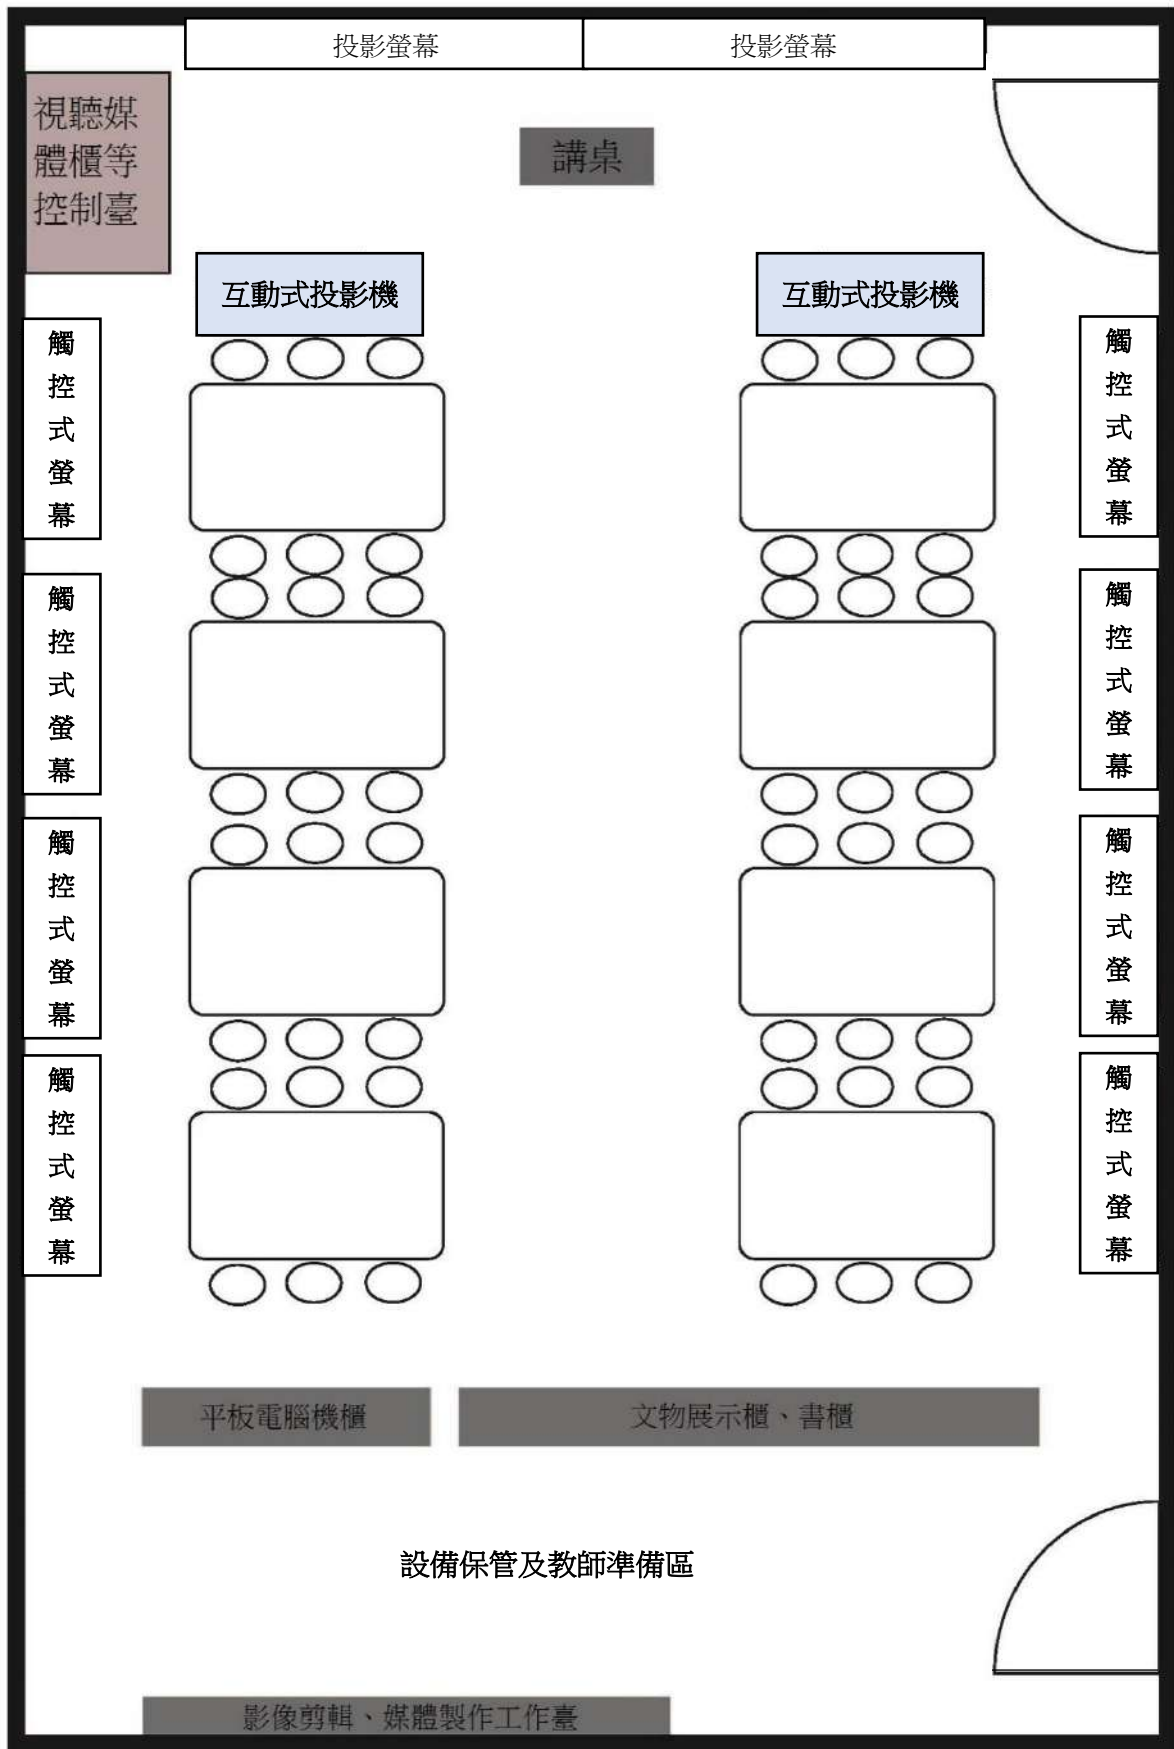 投影螢幕
投影螢幕
視聽媒
體櫃等
控制臺
講桌
互動式投影機
互動式投影機
觸
控
式
螢
幕
觸
控
式
螢
幕
觸
控
式
螢
幕
觸
控
式
螢
幕
觸
控
式
螢
幕
觸
控
式
螢
幕
觸
控
式
螢
幕
觸
控
式
螢
幕
平板電腦機櫃
文物展示櫃、書櫃
設備保管及教師準備區
影像剪輯、媒體製作工作臺